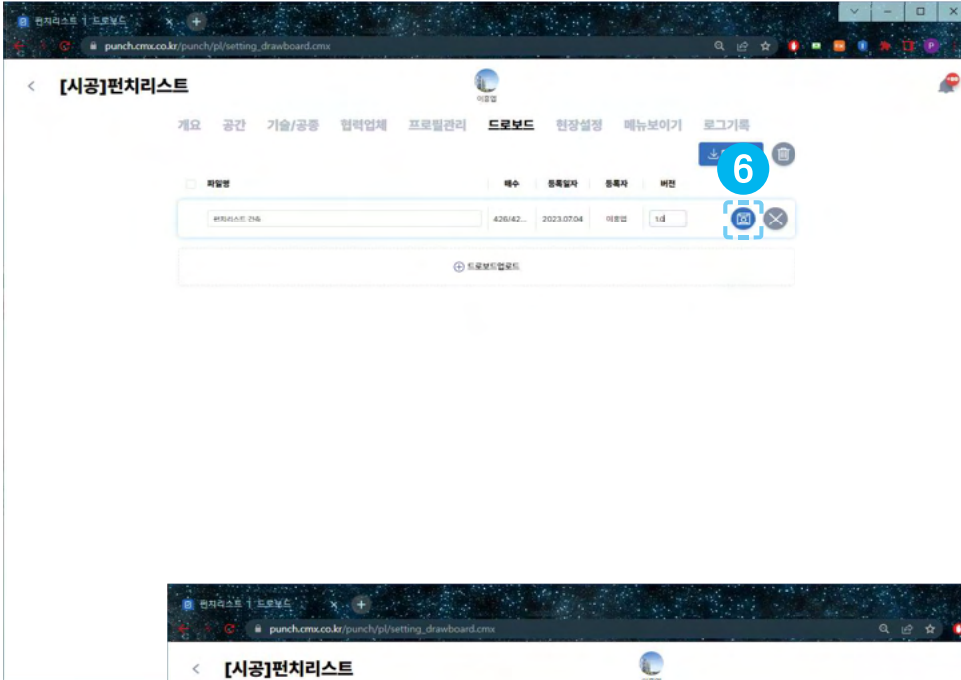 펀치리스트 | 드로보드
punch.cmx.co.kr/punch/pl/setting_drawboard.cmx
[시공]펀치리스트
이흥엽
개요 공간 기술/공종 협력업체 프로필관리 드로보드 현장설정 메뉴보이기 로그기록
6
파일명 매수 등록일자 등록자 버전
펀치리스트 건축 426/42... 2023.07.04 이흥엽
드로보드업로드
펀치리스트 | 드로보드
punch.cmx.co.kr/punch/pl/setting_drawboard.cmx
[시공]펀치리스트